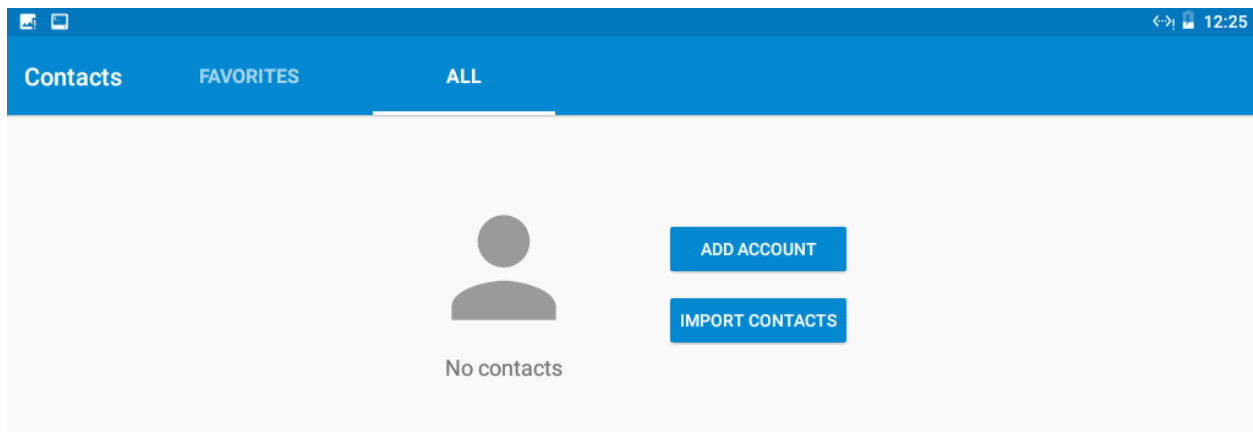 12:25
Contacts FAVORITES ALL
ADD ACCOUNT
IMPORT CONTACTS
No contacts